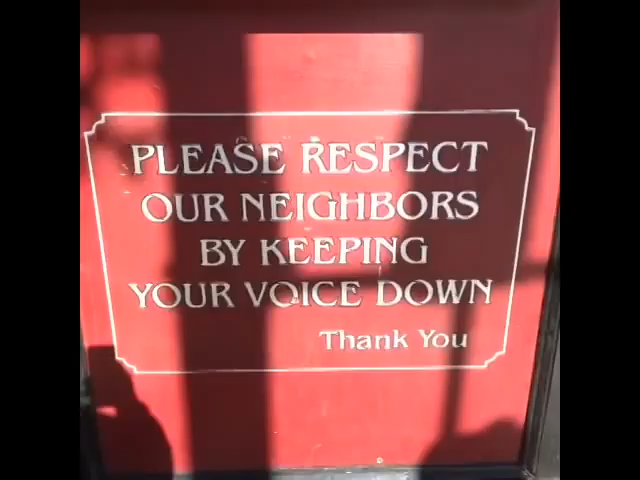 PLEASE RESPECT
OUR NEIGHBORS
BY KEEPING
YOUR VOICE DOWN
Thank You